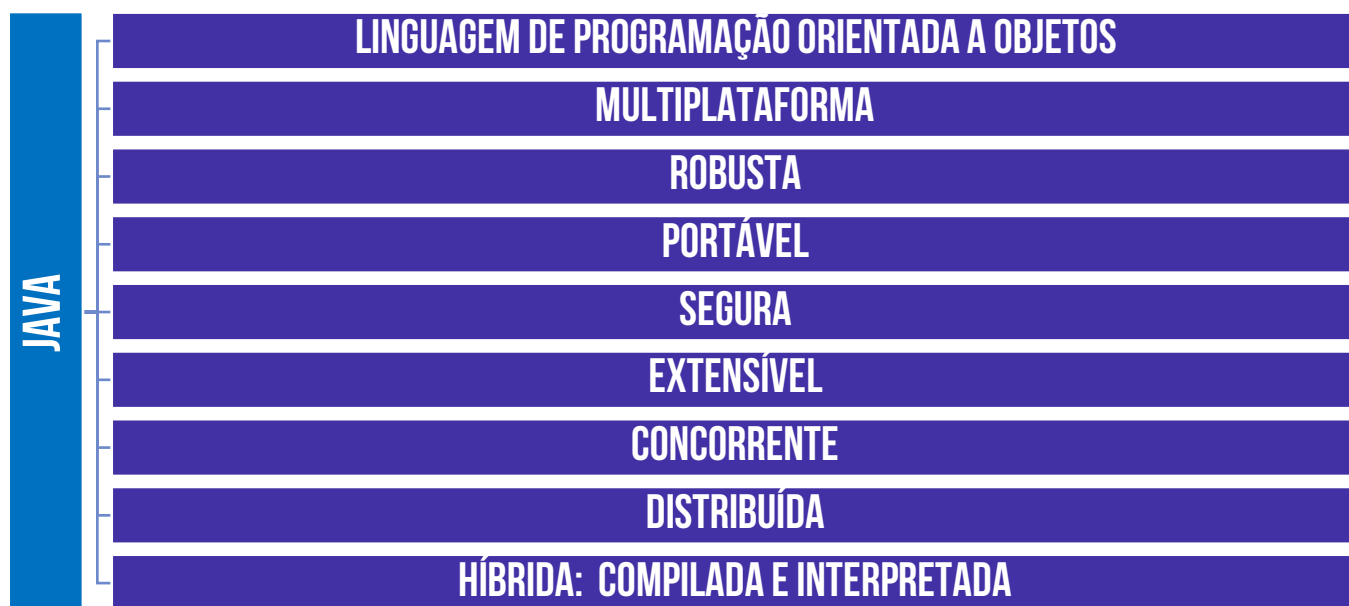 JAVA
LINGUAGEM DE PROGRAMAÇÃO ORIENTADA A OBJETOS
MULTIPLATAFORMA
ROBUSTA
PORTÁVEL
SEGURA
EXTENSÍVEL
CONCORRENTE
DISTRIBUÍDA
HÍBRIDA: COMPILADA E INTERPRETADA